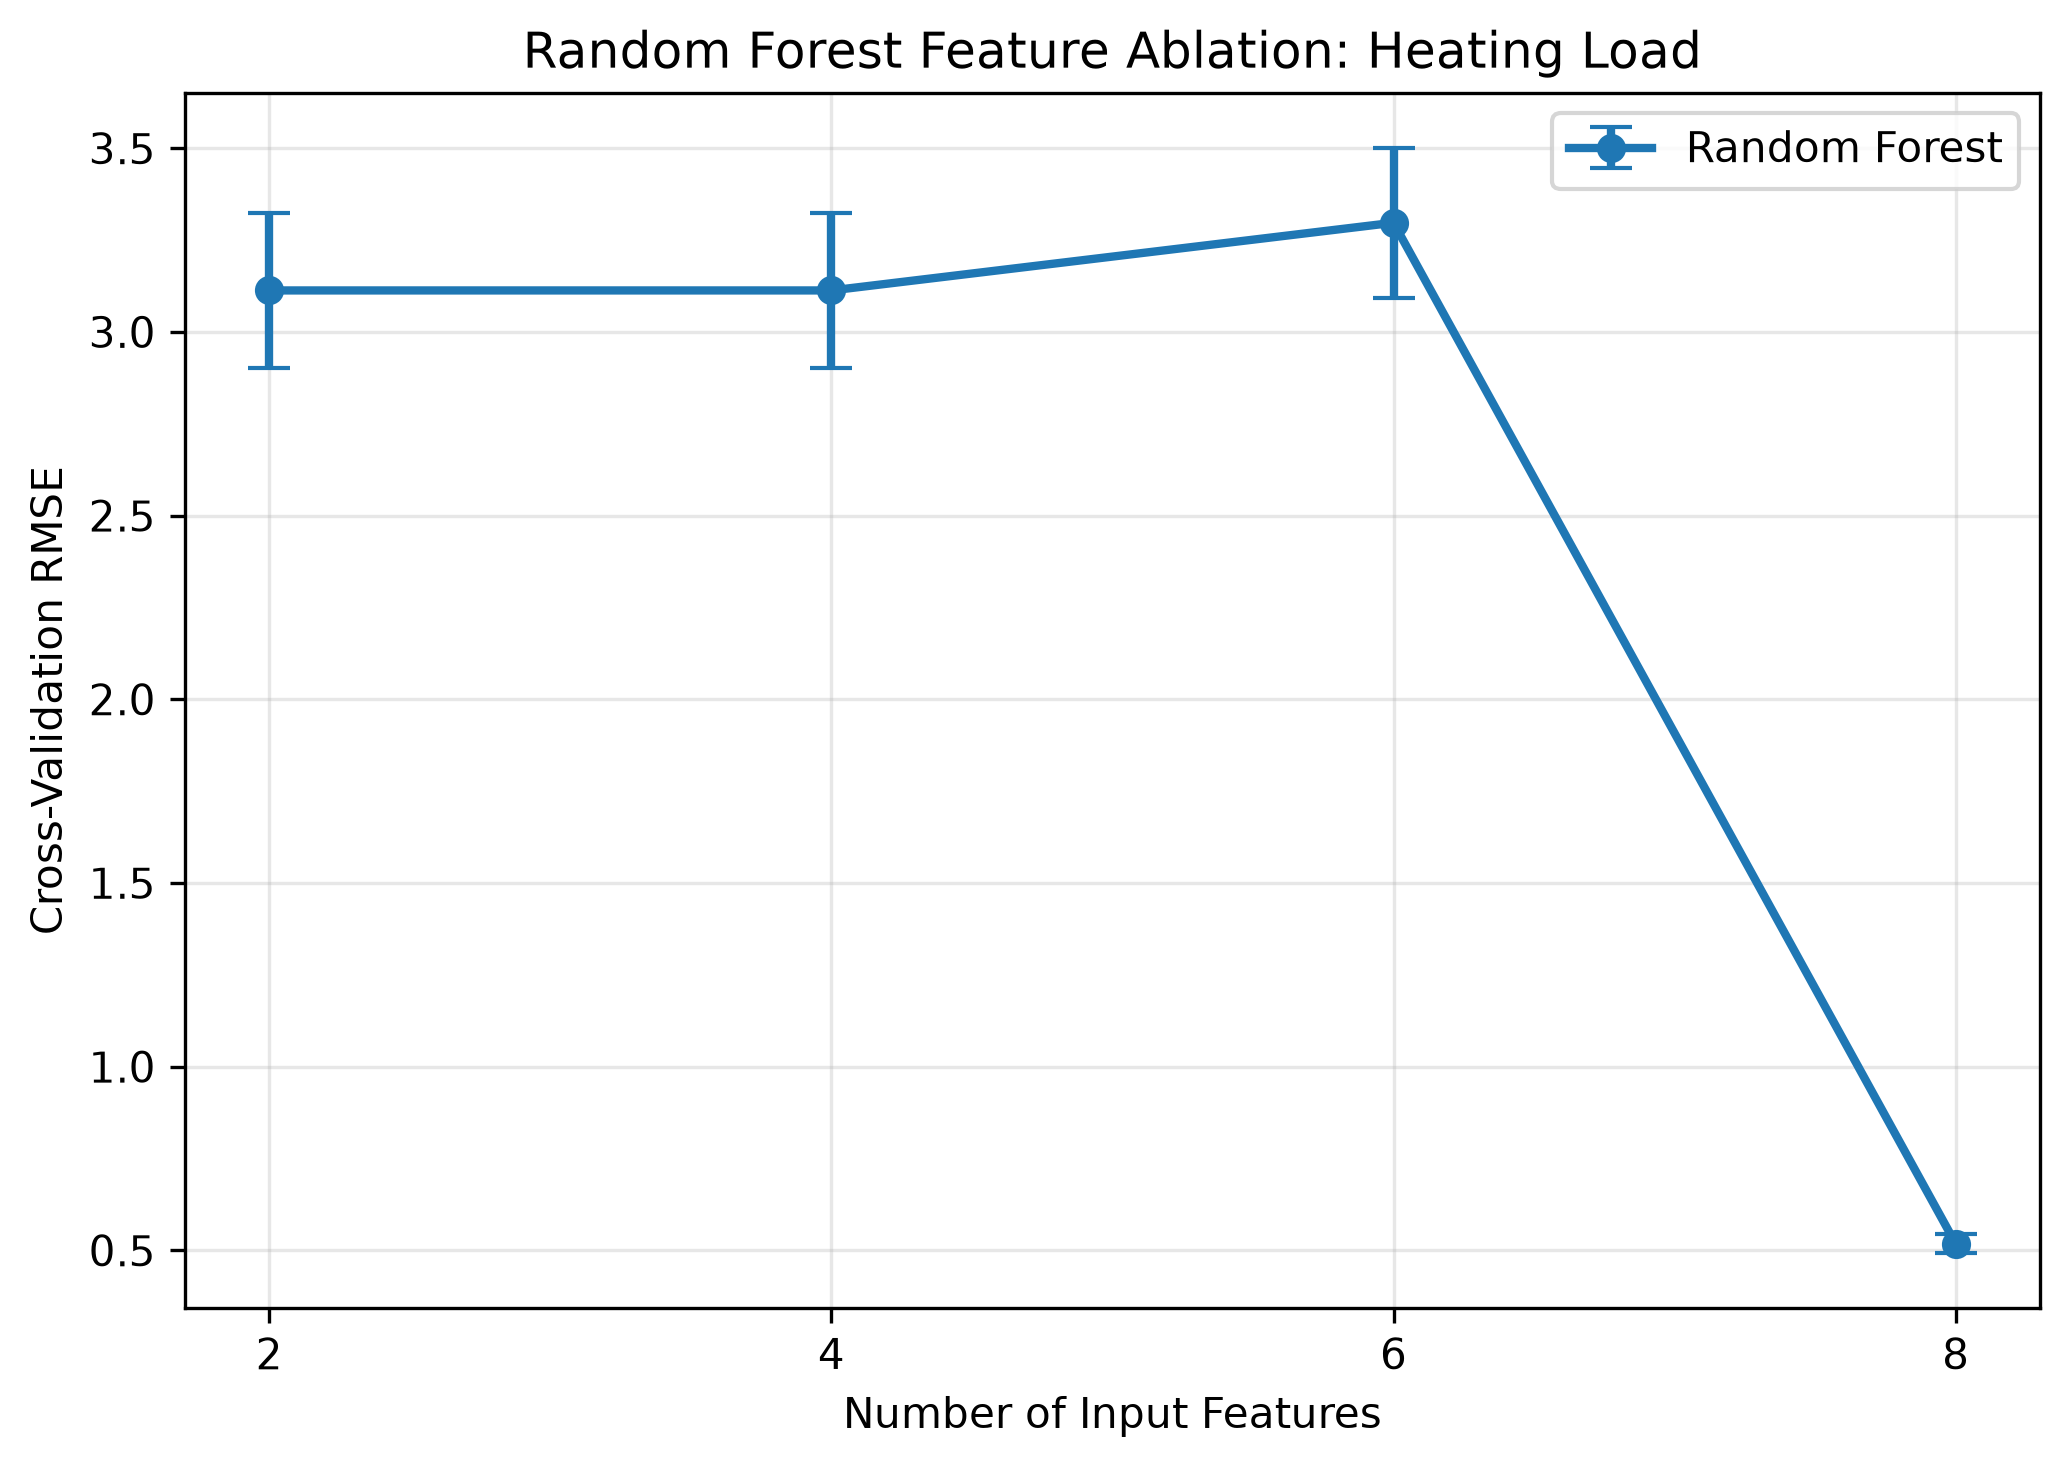 Random Forest Feature Ablation: Heating Load
Random Forest
3.5
3.0
2.5
2.0
1.5
1.0
0.5
Cross-Validation RMSE
2 4 6 8
Number of Input Features